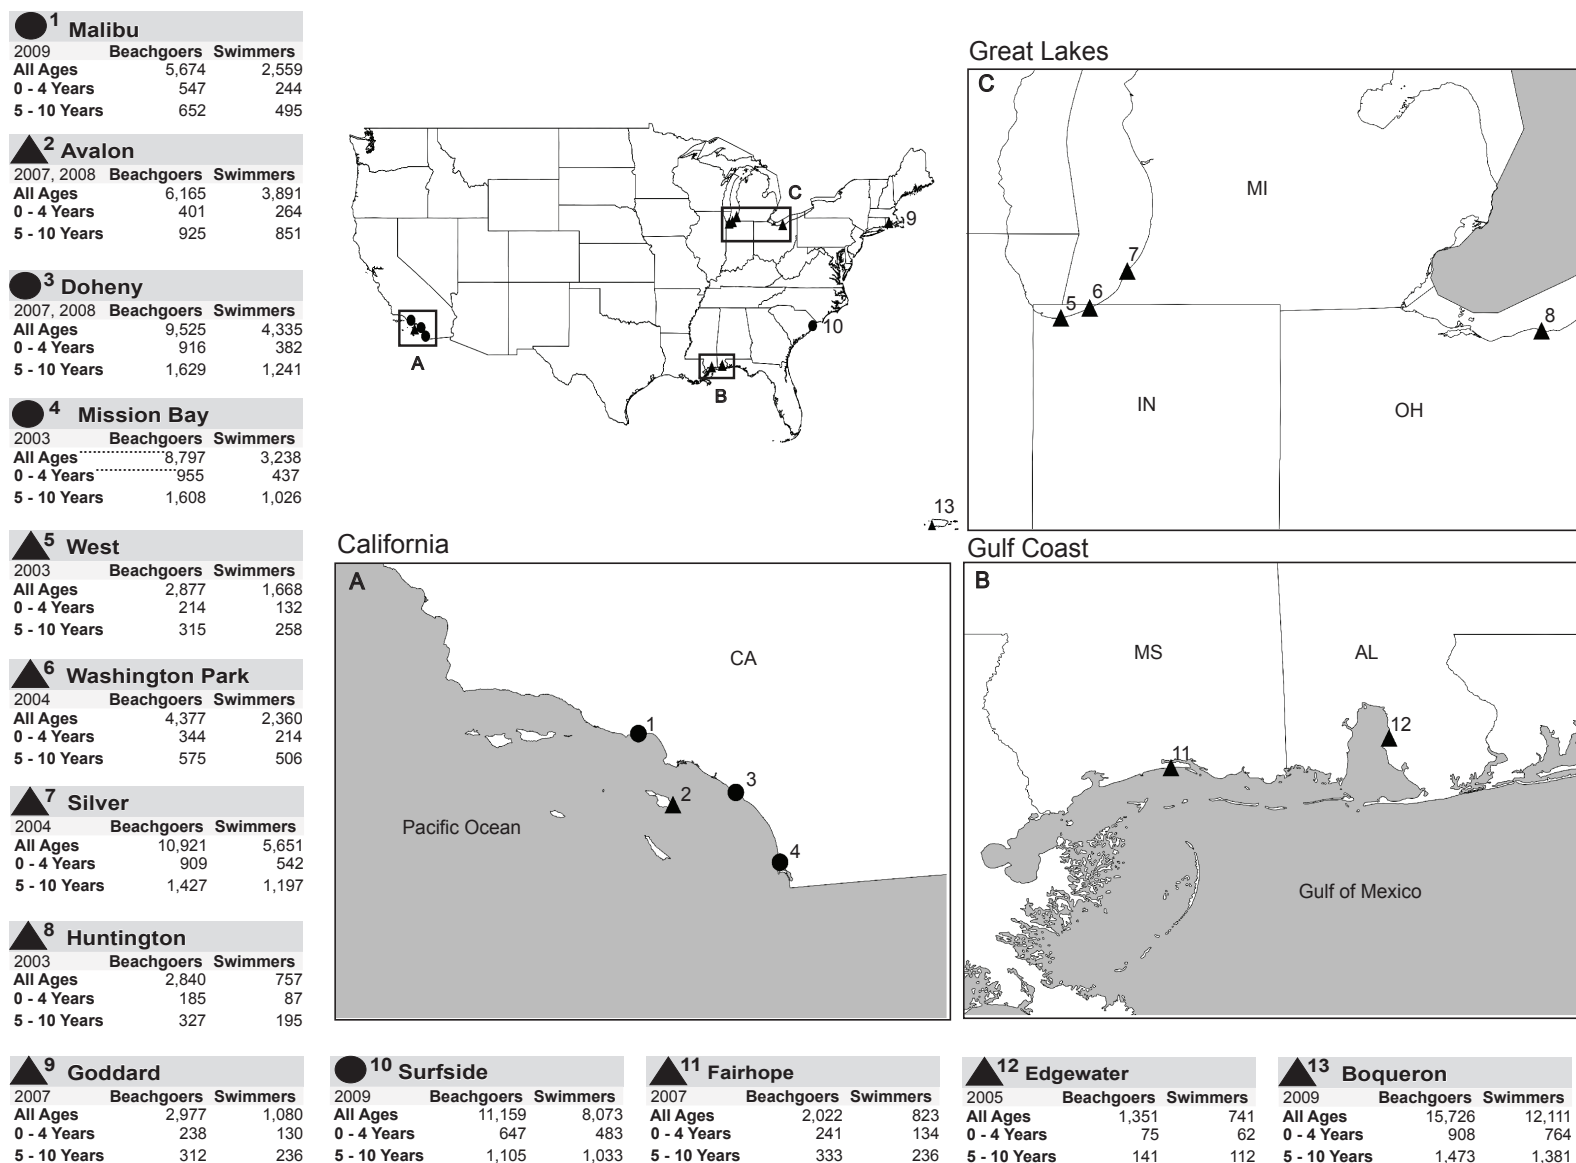 1 Malibu
2009 Beachgoers Swimmers
All Ages 5,674 2,559
0 - 4 Years 547 244
5 - 10 Years 652 495
2 Avalon
2007, 2008 Beachgoers Swimmers
All Ages 6,165 3,891
0 - 4 Years 401 264
5 - 10 Years 925 851
3 Doheny
2007, 2008 Beachgoers Swimmers
All Ages 9,525 4,335
0 - 4 Years 916 382
5 - 10 Years 1,629 1,241
4 Mission Bay
2003 Beachgoers Swimmers
All Ages 8,797 3,238
0 - 4 Years 955 437
5 - 10 Years 1,608 1,026
5 West
2003 Beachgoers Swimmers
All Ages 2,877 1,668
0 - 4 Years 214 132
5 - 10 Years 315 258
6 Washington Park
2004 Beachgoers Swimmers
All Ages 4,377 2,360
0 - 4 Years 344 214
5 - 10 Years 575 506
7 Silver
2004 Beachgoers Swimmers
All Ages 10,921 5,651
0 - 4 Years 909 542
5 - 10 Years 1,427 1,197
8 Huntington
2003 Beachgoers Swimmers
All Ages 2,840 757
0 - 4 Years 185 87
5 - 10 Years 327 195
9 Goddard
2007 Beachgoers Swimmers
All Ages 2,977 1,080
0 - 4 Years 238 130
5 - 10 Years 312 236
10 Surfside
2009 Beachgoers Swimmers
All Ages 11,159 8,073
0 - 4 Years 647 483
5 - 10 Years 1,105 1,033
11 Fairhope
2007 Beachgoers Swimmers
All Ages 2,022 823
0 - 4 Years 241 134
5 - 10 Years 333 236
12 Edgewater
2005 Beachgoers Swimmers
All Ages 1,351 741
0 - 4 Years 75 62
5 - 10 Years 141 112
13 Boqueron
2009 Beachgoers Swimmers
All Ages 15,726 12,111
0 - 4 Years 908 764
5 - 10 Years 1,473 1,381
C
9
10
A
B
13
Great Lakes
C
MI
7
6
5
8
IN
OH
California
A
CA
1
3
2
Pacific Ocean
4
Gulf Coast
B
MS
AL
12
11
Gulf of Mexico